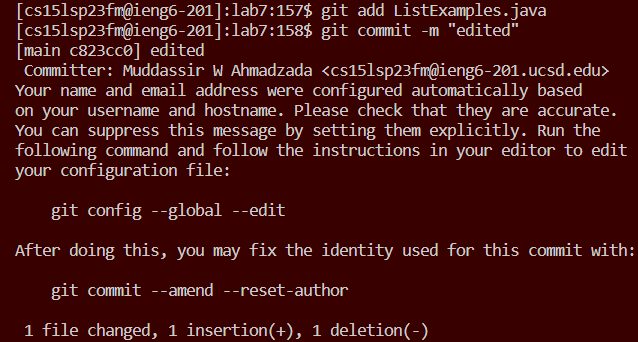 [cs15lsp23fm@ieng6-201]:lab7:157$ git add ListExamples.java
[cs15lsp23fm@ieng6-201]:lab7:158$ git commit -m "edited"
[main c823cc0] edited
 Committer: Muddassir W Ahmadzada <cs15lsp23fm@ieng6-201.ucsd.edu>
Your name and email address were configured automatically based
on your username and hostname. Please check that they are accurate.
You can suppress this message by setting them explicitly. Run the
following command and follow the instructions in your editor to edit
your configuration file:

    git config --global --edit

After doing this, you may fix the identity used for this commit with:

    git commit --amend --reset-author

 1 file changed, 1 insertion(+), 1 deletion(-)